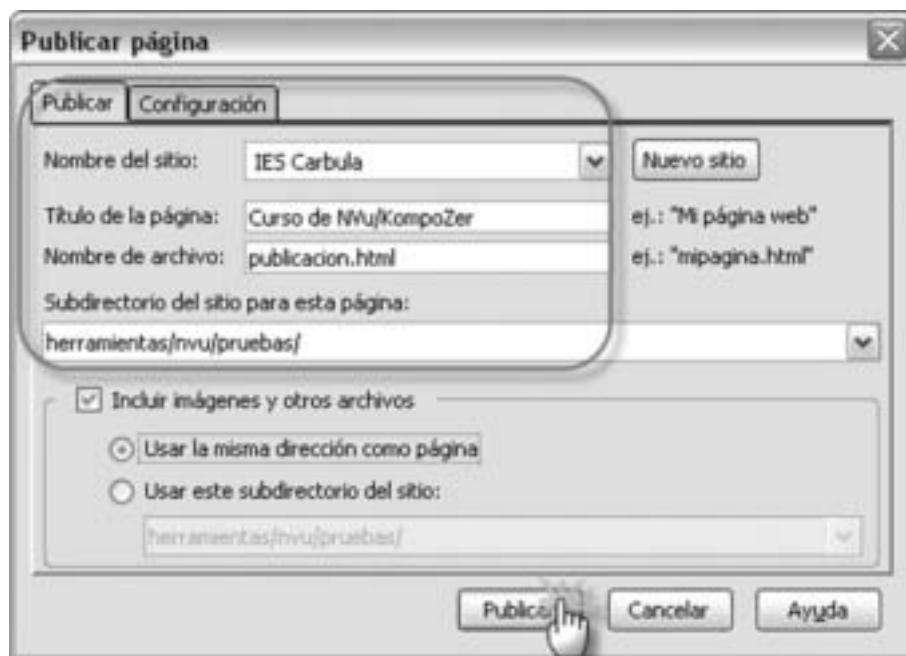 Publicar página
Publicar Configuración
Nombre del sitio: IES Carbula Nuevo sitio
Título de la página: Curso de NVu/KompoZer ej.: "Mi página web"
Nombre de archivo: publicacion.html ej.: "mipagina.html"
Subdirectorio del sitio para esta página:
herramientas/nvu/pruebas/
Incluir imágenes y otros archivos
Usar la misma dirección como página
Usar este subdirectorio del sitio:
herramientas/nvu/pruebas/
Publica Cancelar Ayuda